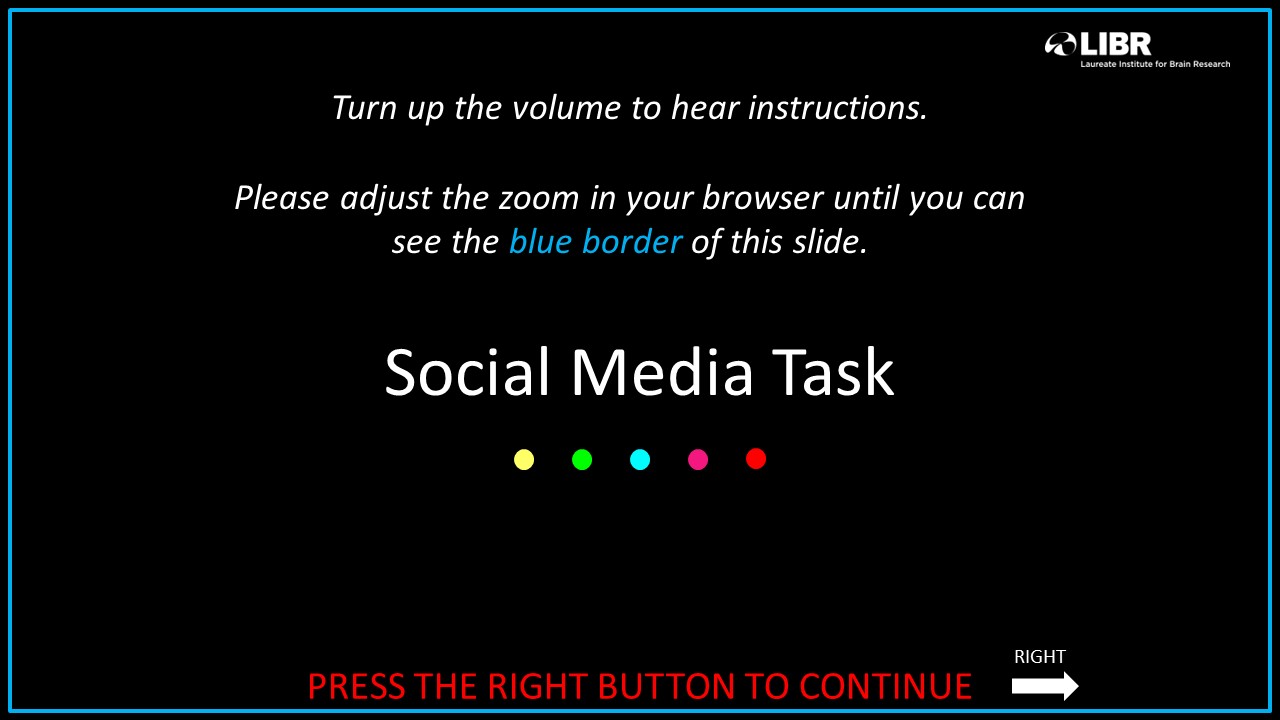 LIBR
Laureate Institute for Brain Research
Turn up the volume to hear instructions.
Please adjust the zoom in your browser until you can
see the blue border of this slide.
Social Media Task
RIGHT
PRESS THE RIGHT BUTTON TO CONTINUE